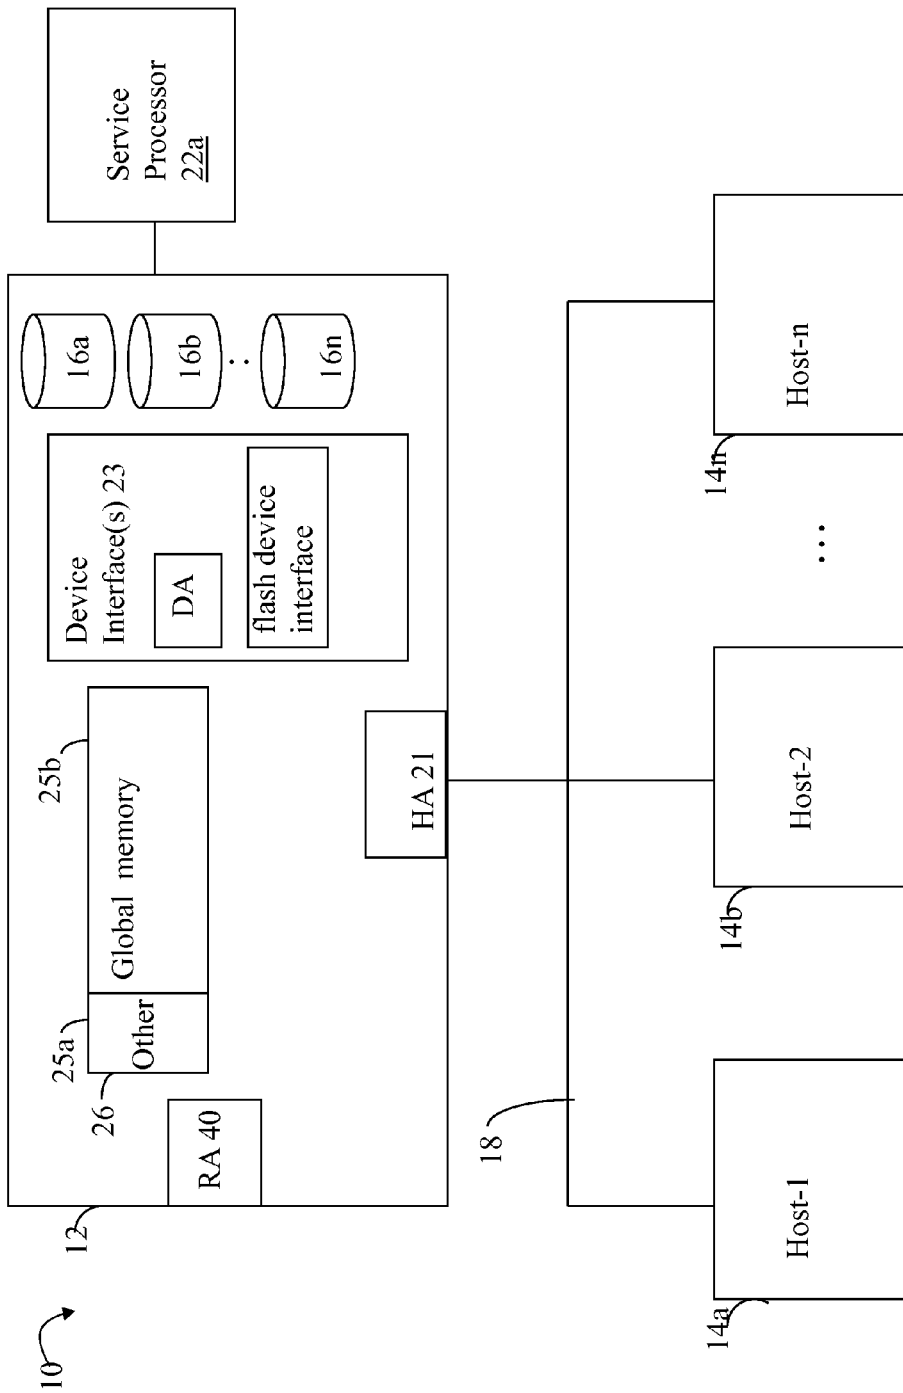 10
12
RA 40
26
25a
Other
25b
Global memory
Device
Interface(s) 23
DA
flash device
interface
16a
16b
..
16n
Service
Processor
22a
HA 21
18
14a
Host-1
14b
Host-2
...
14n
Host-n